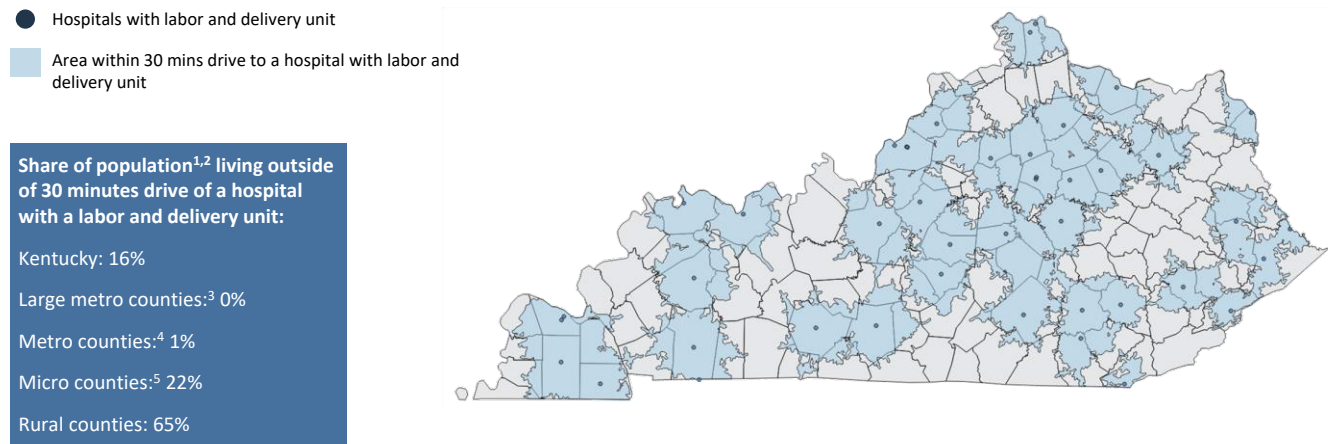 Hospitals with labor and delivery unit
Area within 30 mins drive to a hospital with labor and
delivery unit
Share of population1,2 living outside
of 30 minutes drive of a hospital
with a labor and delivery unit:
Kentucky: 16%
Large metro counties:3 0%
Metro counties:4 1%
Micro counties:5 22%
Rural counties: 65%